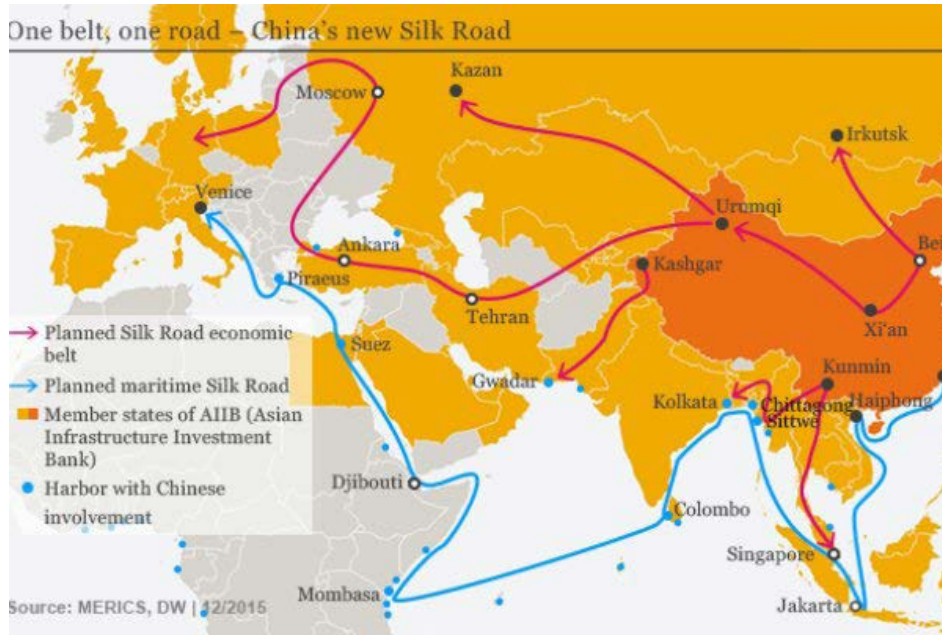 One belt, one road – China's new Silk Road
Kazan
Moscow
Irkutsk
Venice
Urumqi
Ankara
Kashgar
Bei
Piraeus
Tehran
Xi'an
Planned Silk Road economic
belt
Suez
Kunmin
Planned maritime Silk Road
Gwadar
Kolkata
Chittagong
Haiphong
Sittwe
Member states of AIIB (Asian
Infrastructure Investment
Bank)
Djibouti
Harbor with Chinese
involvement
Colombo
Singapore
Mombasa
Source: MERICS, DW | 12/2015
Jakarta